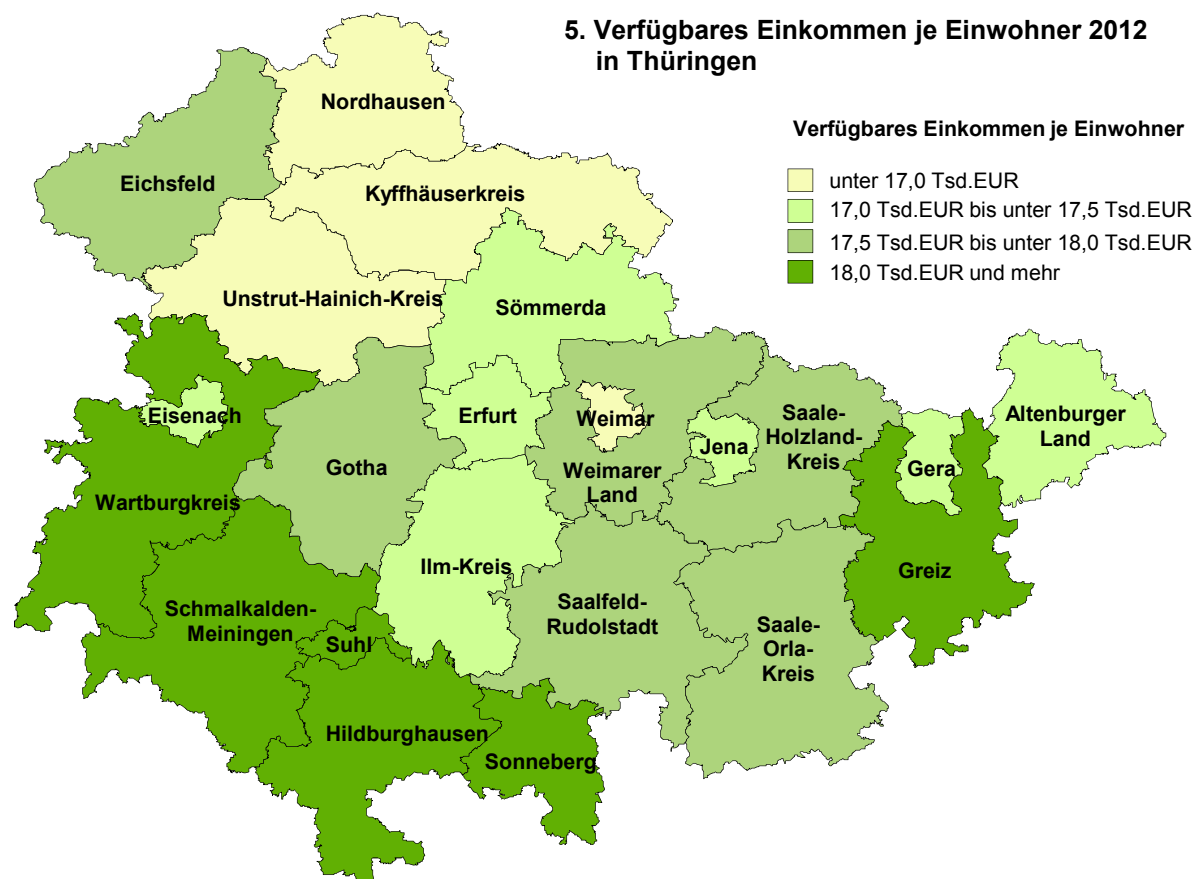 5. Verfügbares Einkommen je Einwohner 2012
in Thüringen
Verfügbares Einkommen je Einwohner
unter 17,0 Tsd.EUR
17,0 Tsd.EUR bis unter 17,5 Tsd.EUR
17,5 Tsd.EUR bis unter 18,0 Tsd.EUR
18,0 Tsd.EUR und mehr
Nordhausen
Eichsfeld
Kyffhäuserkreis
Unstrut-Hainich-Kreis
Sömmerda
Eisenach
Erfurt
Weimar
Saale-
Holzland-
Kreis
Altenburger
Land
Jena
Gera
Gotha
Weimarer
Land
Wartburgkreis
Ilm-Kreis
Greiz
Schmalkalden-
Meiningen
Saalfeld-
Rudolstadt
Saale-
Orla-
Kreis
Suhl
Hildburghausen
Sonneberg